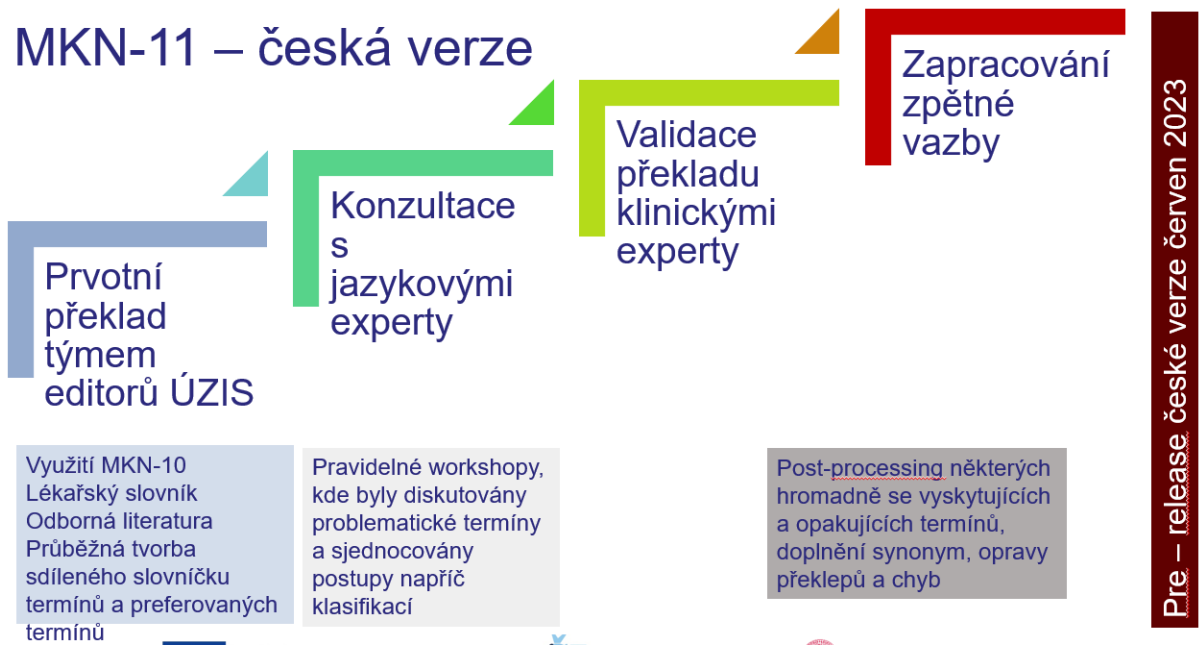 MKN-11 – česká verze
Prvotní
překlad
týmem
editorů ÚZIS
Konzultace
s
jazykovými
experty
Validace
překladu
klinickými
experty
Zapracování
zpětné
vazby
Využití MKN-10
Lékařský slovník
Odborná literatura
Průběžná tvorba
sdíleného slovníčku
termínů a preferovaných
termínů
Pravidelné workshopy,
kde byly diskutovány
problematické termíny
a sjednocovány
postupy napříč
klasifikací
Post-processing některých
hromadně se vyskytujících
a opakujících termínů,
doplnění synonym, opravy
překlepů a chyb
Pre – release české verze červen 2023